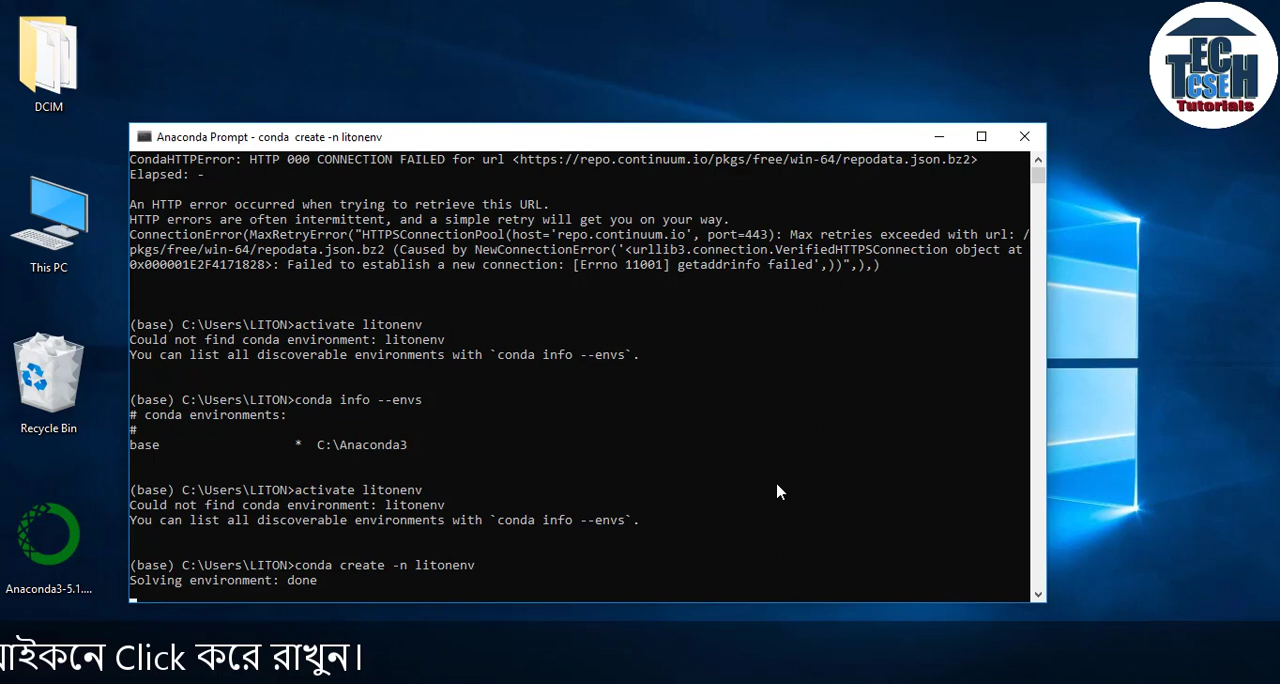 DCIM
This PC
Recycle Bin
Anaconda3-5.1....
TECH
CSE
Tutorials
Anaconda Prompt - conda  create -n litonenv
CondaHTTPError: HTTP 000 CONNECTION FAILED for url <https://repo.continuum.io/pkgs/free/win-64/repodata.json.bz2>
Elapsed: -
An HTTP error occurred when trying to retrieve this URL.
HTTP errors are often intermittent, and a simple retry will get you on your way.
ConnectionError(MaxRetryError("HTTPSConnectionPool(host='repo.continuum.io', port=443): Max retries exceeded with url: /
pkgs/free/win-64/repodata.json.bz2 (Caused by NewConnectionError('<urllib3.connection.VerifiedHTTPSConnection object at
0x000001E2F4171828>: Failed to establish a new connection: [Errno 11001] getaddrinfo failed',))",),)
(base) C:\Users\LITON>activate litonenv
Could not find conda environment: litonenv
You can list all discoverable environments with `conda info --envs`.
(base) C:\Users\LITON>conda info --envs
# conda environments:
#
base                  *  C:\Anaconda3
(base) C:\Users\LITON>activate litonenv
Could not find conda environment: litonenv
You can list all discoverable environments with `conda info --envs`.
(base) C:\Users\LITON>conda create -n litonenv
Solving environment: done
Click করে রাখুন।